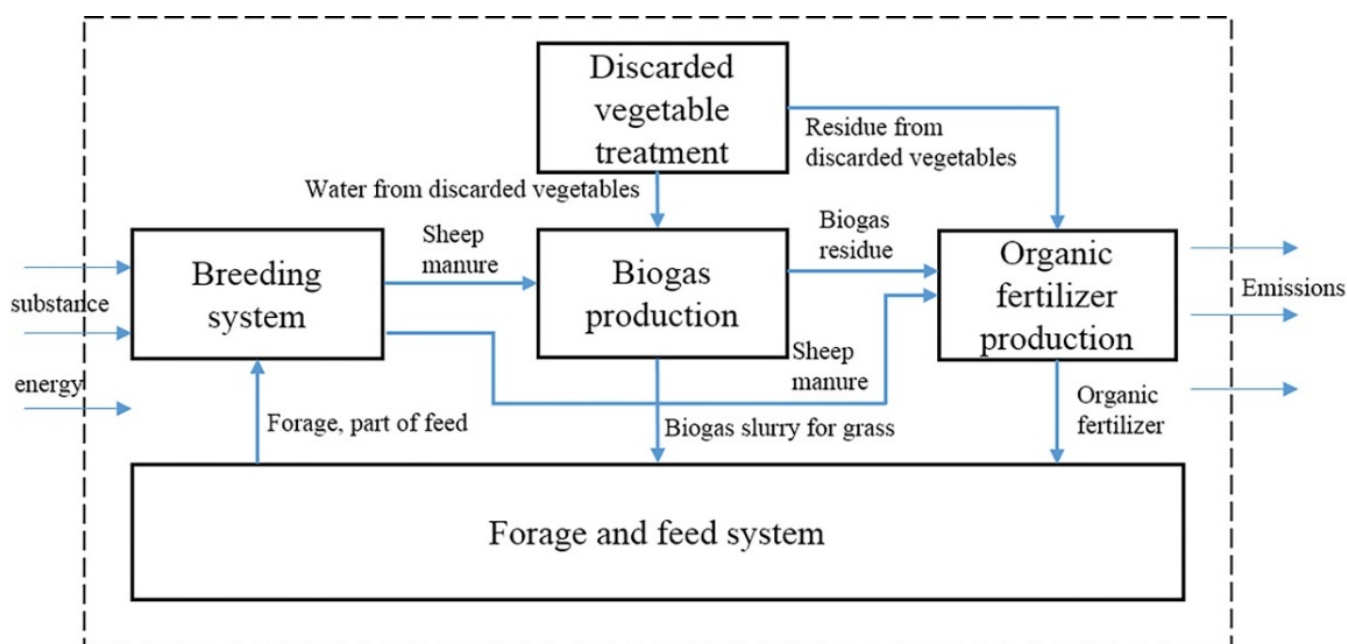 Discarded
vegetable
treatment
Residue from
discarded vegetables
Water from discarded vegetables
Sheep
manure
Biogas
residue
Breeding
system
Biogas
production
Organic
fertilizer
production
substance
Emissions
energy
Sheep
manure
Forage, part of feed
Biogas slurry for grass
Organic
fertilizer
Forage and feed system